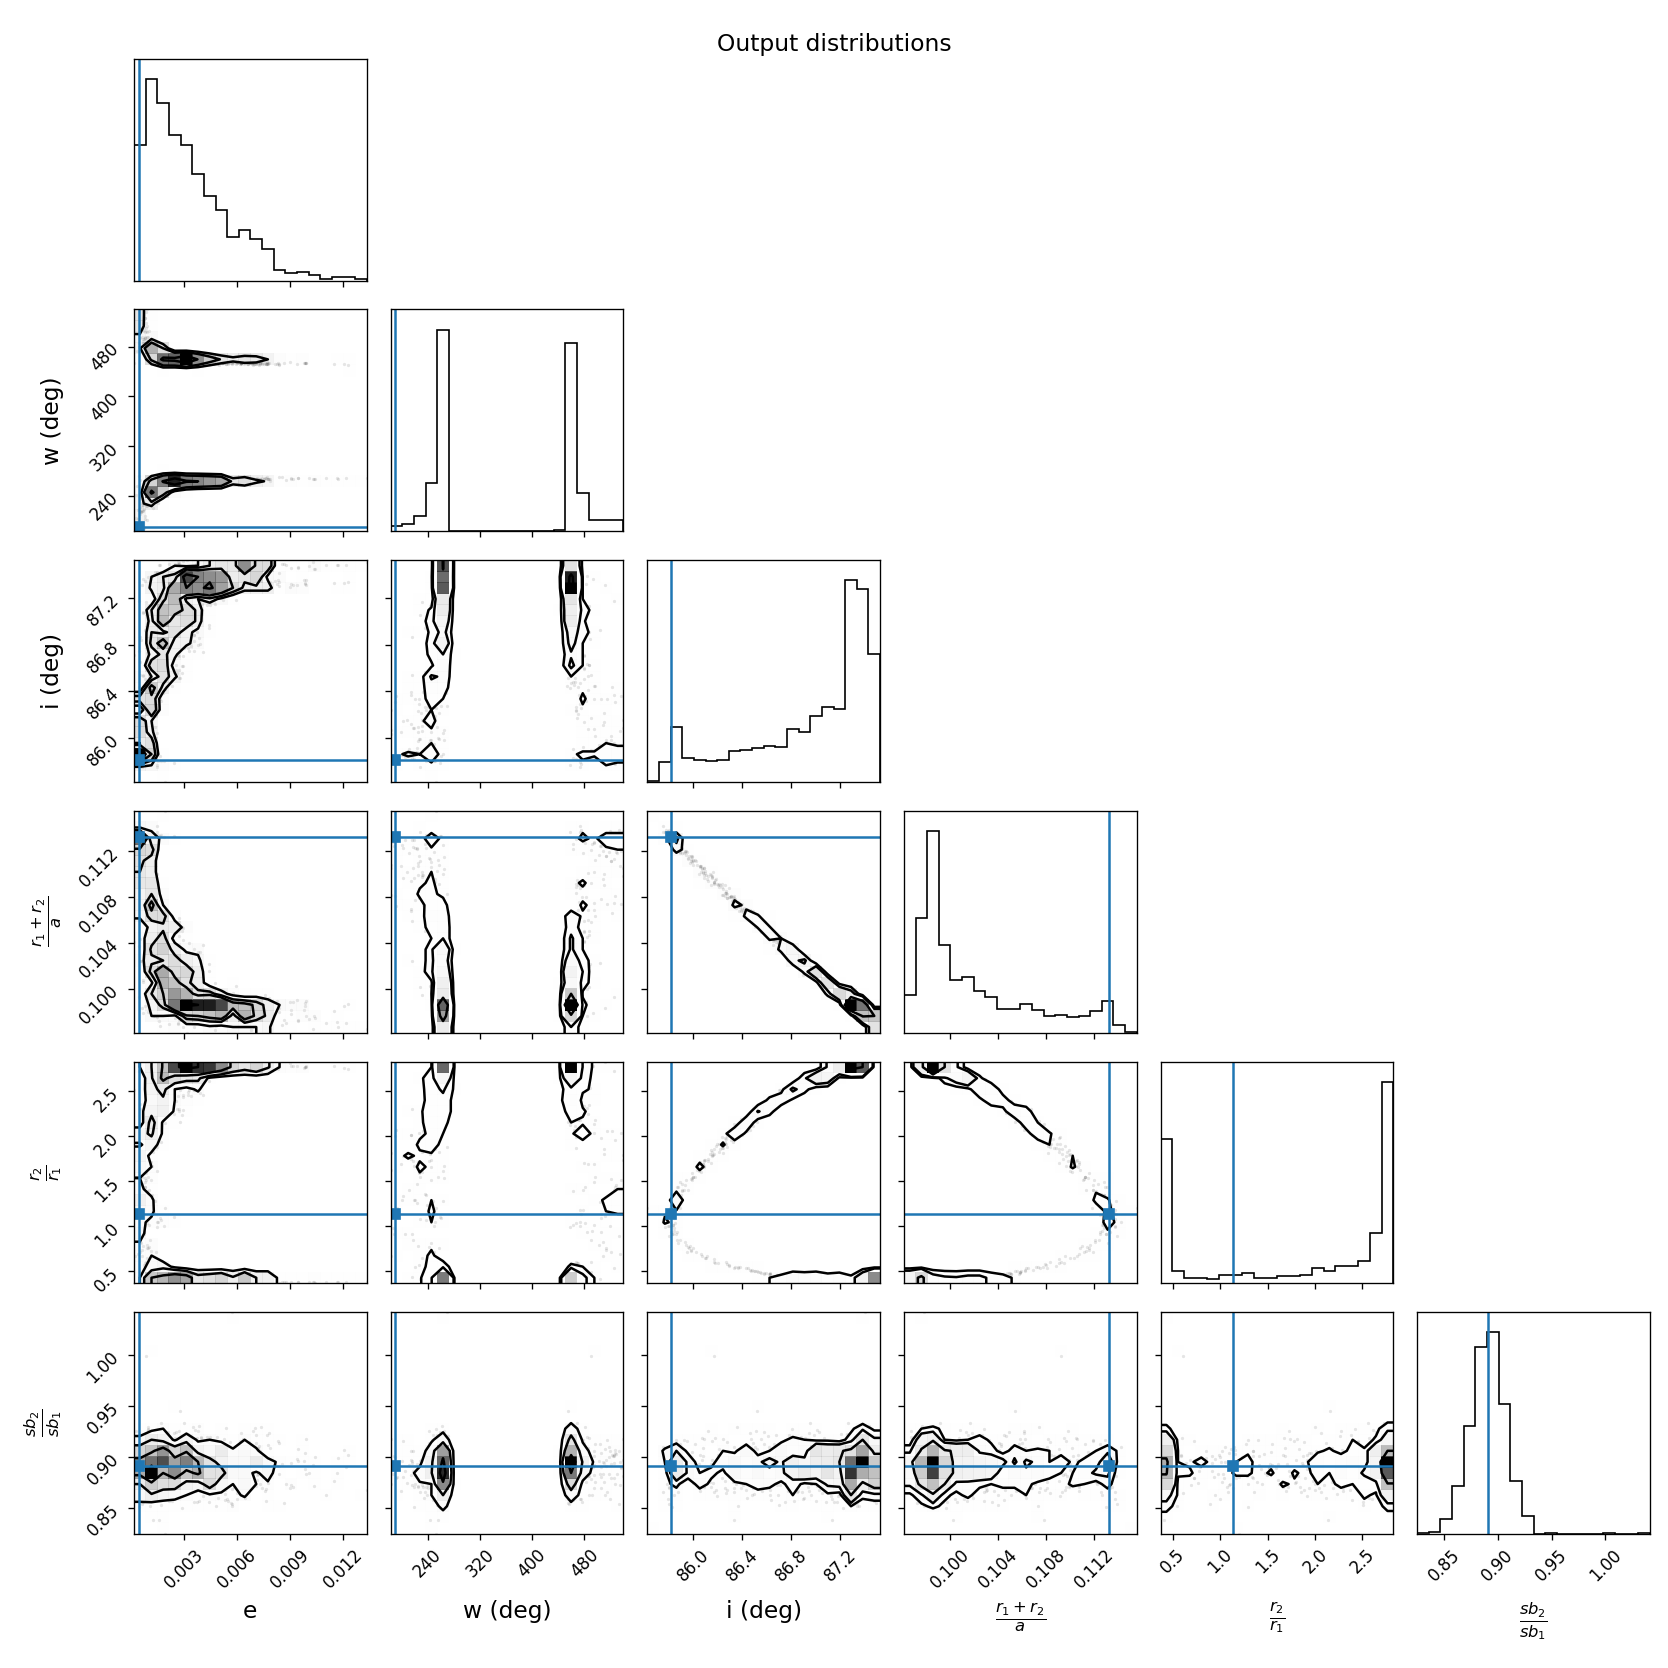 Output distributions
w (deg)
480
400
320
240
i (deg)
87.2
86.8
86.4
86.0
r₁ + r₂
a
0.112
0.108
0.104
0.100
r₂
r₁
2.5
2.0
1.5
1.0
0.5
sb₂
sb₁
1.00
0.95
0.90
0.85
0.003 0.006 0.009 0.012 240 320 400 480 86.0 86.4 86.8 87.2 0.100 0.104 0.108 0.112 0.5 1.0 1.5 2.0 2.5 0.85 0.90 0.95 1.00
e w (deg) i (deg)
r₁ + r₂
a
r₂
r₁
sb₂
sb₁